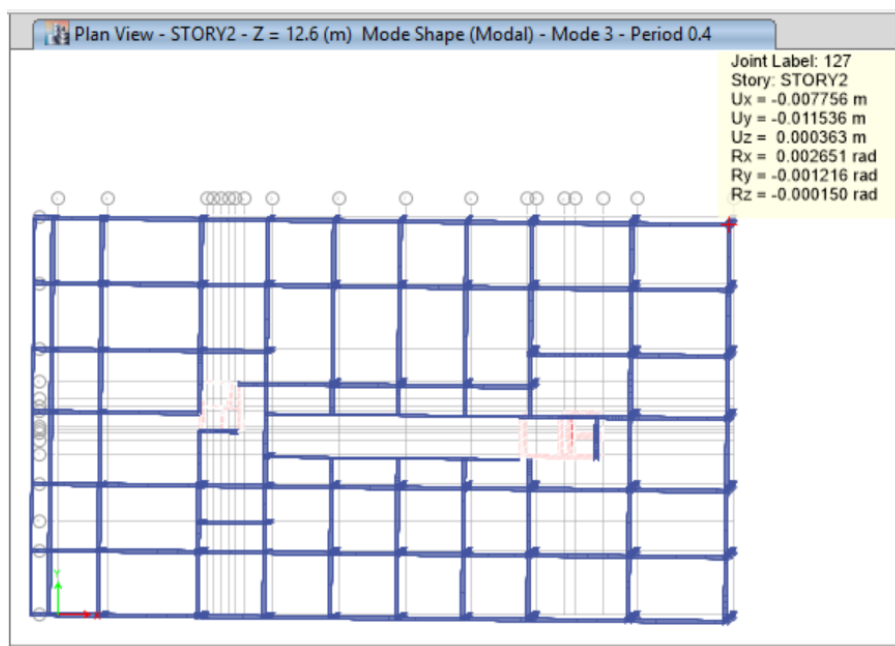 Plan View - STORY2 - Z = 12.6 (m) Mode Shape (Modal) - Mode 3 - Period 0.4
Joint Label: 127
Story: STORY2
Ux = -0.007756 m
Uy = -0.011536 m
Uz = 0.000363 m
Rx = 0.002651 rad
Ry = -0.001216 rad
Rz = -0.000150 rad
Y
X